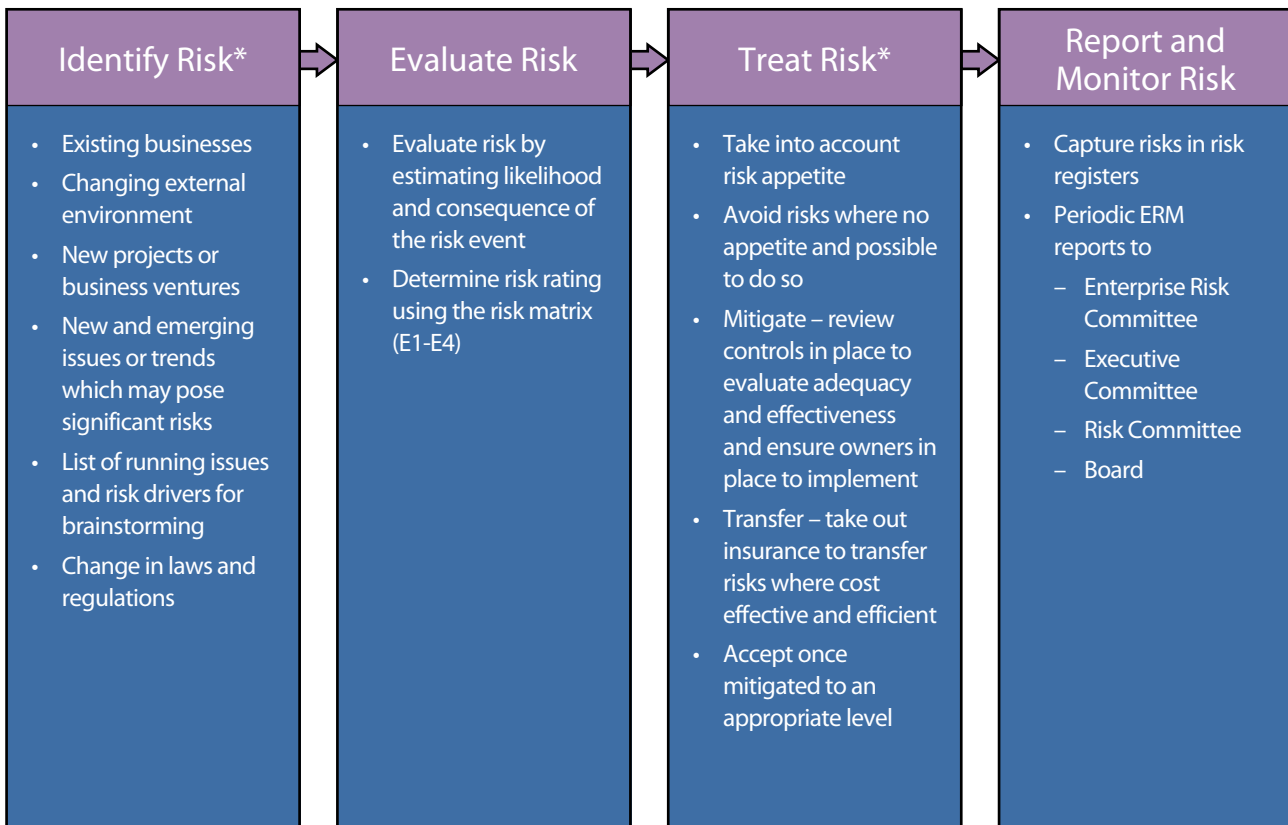 Identify Risk*
• Existing businesses
• Changing external
environment
• New projects or
business ventures
• New and emerging
issues or trends
which may pose
significant risks
• List of running issues
and risk drivers for
brainstorming
• Change in laws and
regulations
Evaluate Risk
• Evaluate risk by
estimating likelihood
and consequence of
the risk event
• Determine risk rating
using the risk matrix
(E1-E4)
Treat Risk*
• Take into account
risk appetite
• Avoid risks where no
appetite and possible
to do so
• Mitigate – review
controls in place to
evaluate adequacy
and effectiveness
and ensure owners in
place to implement
• Transfer – take out
insurance to transfer
risks where cost
effective and efficient
• Accept once
mitigated to an
appropriate level
Report and
Monitor Risk
• Capture risks in risk
registers
• Periodic ERM
reports to
– Enterprise Risk
Committee
– Executive
Committee
– Risk Committee
– Board